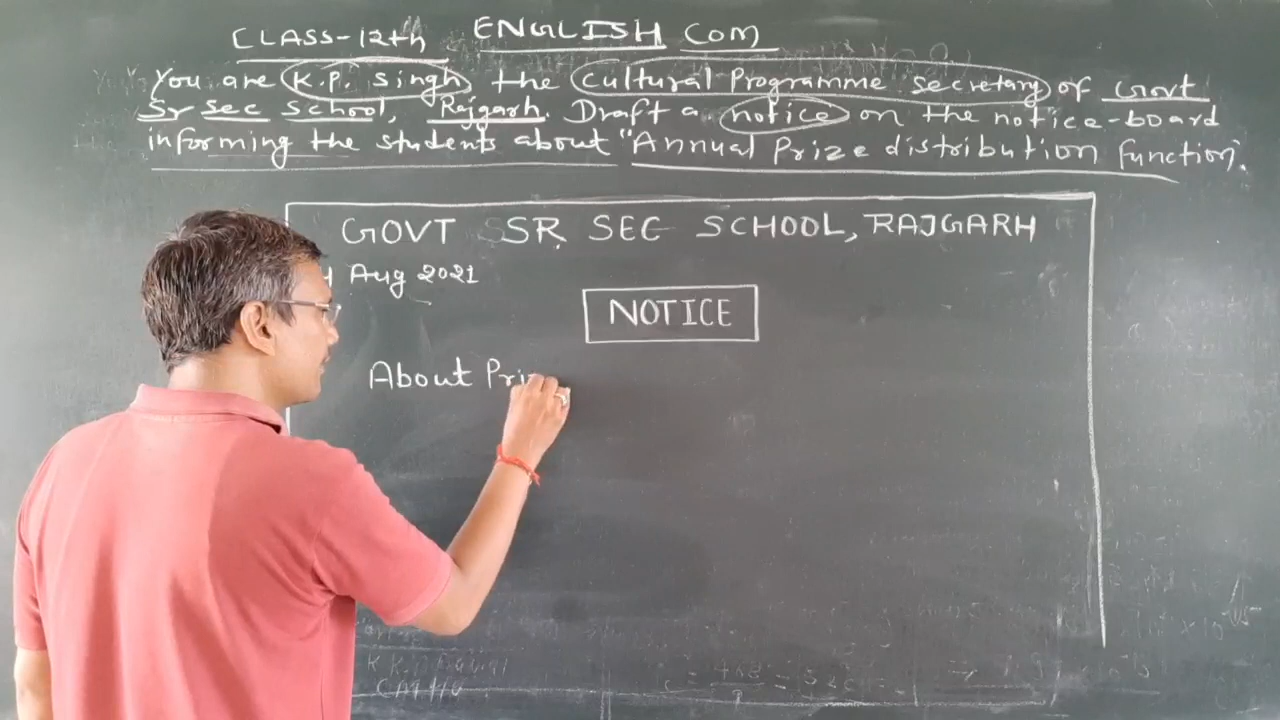 CLASS-12th ENGLISH COM
You are K.P. Singh the Cultural Programme Secretary of Govt
Sr Sec School, Rajgarh. Draft a notice on the notice-board
informing the students about "Annual Prize distribution function".
GOVT SR SEC SCHOOL, RAJGARH
Aug 2021
NOTICE
About Pri